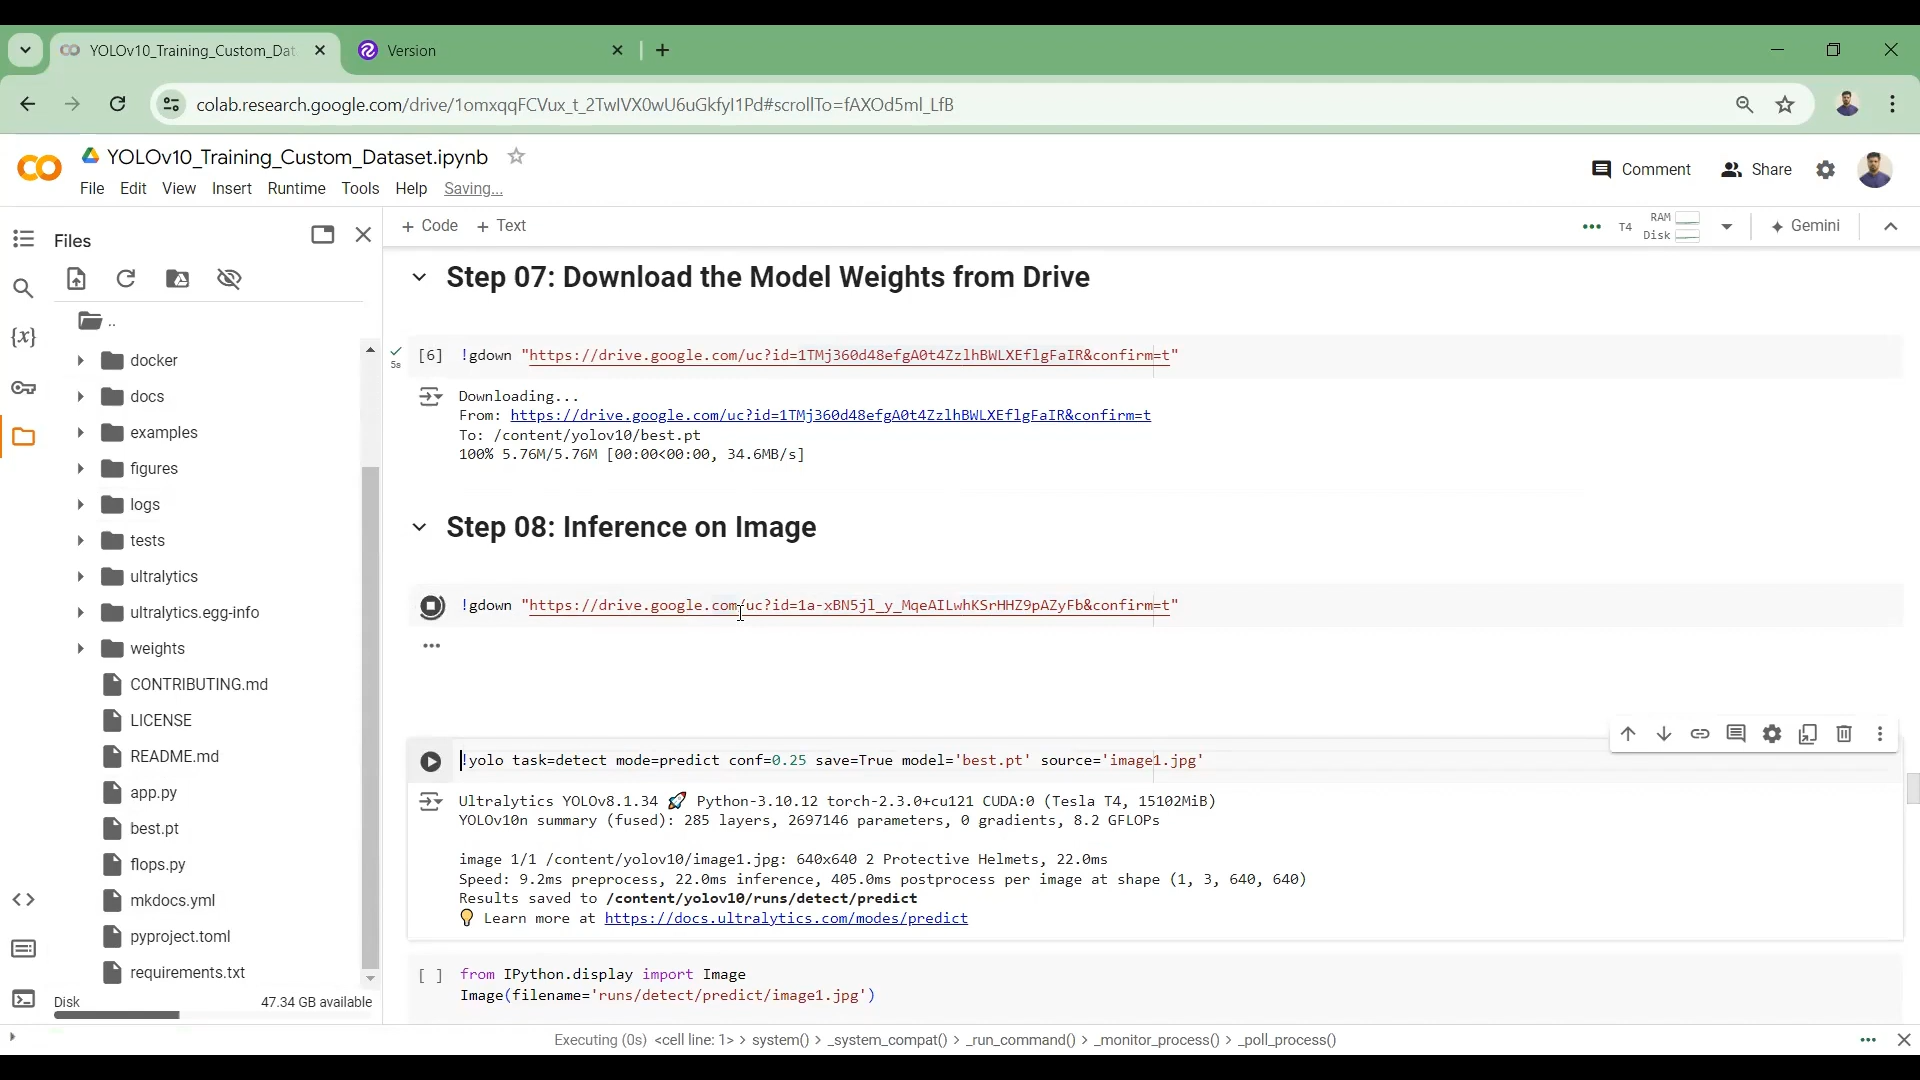 YOLOv10_Training_Custom_Dat
Version
colab.research.google.com/drive/1omxqqFCVux_t_2TwlVX0wU6uGkfyI1Pd#scrollTo=fAXOd5ml_LfB
YOLOv10_Training_Custom_Dataset.ipynb
File Edit View Insert Runtime Tools Help Saving...
Comment
Share
Files
+ Code + Text
T4
RAM
Disk
Gemini
..
docker
docs
examples
figures
logs
tests
ultralytics
ultralytics.egg-info
weights
CONTRIBUTING.md
LICENSE
README.md
app.py
best.pt
flops.py
mkdocs.yml
pyproject.toml
requirements.txt
Disk 47.34 GB available
Step 07: Download the Model Weights from Drive
5s
[6] !gdown "https://drive.google.com/uc?id=1TMj360d48efgA0t4ZzlhBWLXEflgFaIR&confirm=t"
Downloading...
From: https://drive.google.com/uc?id=1TMj360d48efgA0t4ZzlhBWLXEflgFaIR&confirm=t
To: /content/yolov10/best.pt
100% 5.76M/5.76M [00:00<00:00, 34.6MB/s]
Step 08: Inference on Image
!gdown "https://drive.google.com/uc?id=1a-xBN5jl_y_MqeAILwhKSrHHZ9pAZyFb&confirm=t"
...
!yolo task=detect mode=predict conf=0.25 save=True model='best.pt' source='image1.jpg'
Ultralytics YOLOv8.1.34 🚀 Python-3.10.12 torch-2.3.0+cu121 CUDA:0 (Tesla T4, 15102MiB)
YOLOv10n summary (fused): 285 layers, 2697146 parameters, 0 gradients, 8.2 GFLOPs
image 1/1 /content/yolov10/image1.jpg: 640x640 2 Protective Helmets, 22.0ms
Speed: 9.2ms preprocess, 22.0ms inference, 405.0ms postprocess per image at shape (1, 3, 640, 640)
Results saved to /content/yolov10/runs/detect/predict
💡 Learn more at https://docs.ultralytics.com/modes/predict
[ ] from IPython.display import Image
Image(filename='runs/detect/predict/image1.jpg')
Executing (0s) <cell line: 1> > system() > _system_compat() > _run_command() > _monitor_process() > _poll_process()